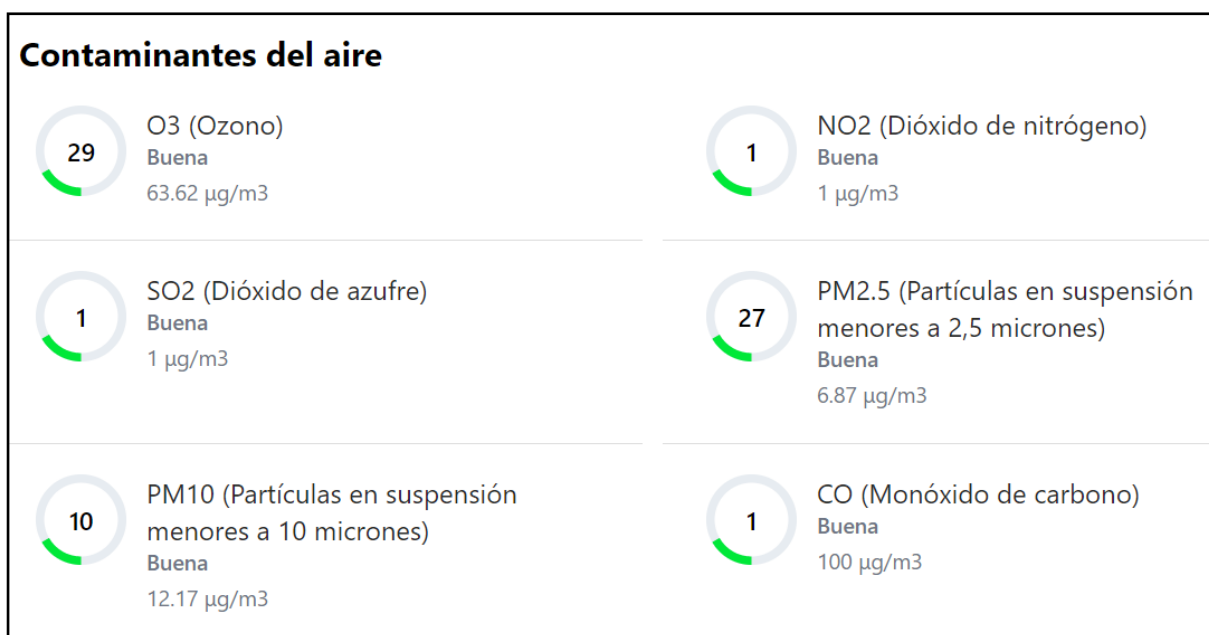 Contaminantes del aire
29
O3 (Ozono)
Buena
63.62 µg/m3
1
NO2 (Dióxido de nitrógeno)
Buena
1 µg/m3
1
SO2 (Dióxido de azufre)
Buena
1 µg/m3
27
PM2.5 (Partículas en suspensión
menores a 2,5 micrones)
Buena
6.87 µg/m3
10
PM10 (Partículas en suspensión
menores a 10 micrones)
Buena
12.17 µg/m3
1
CO (Monóxido de carbono)
Buena
100 µg/m3